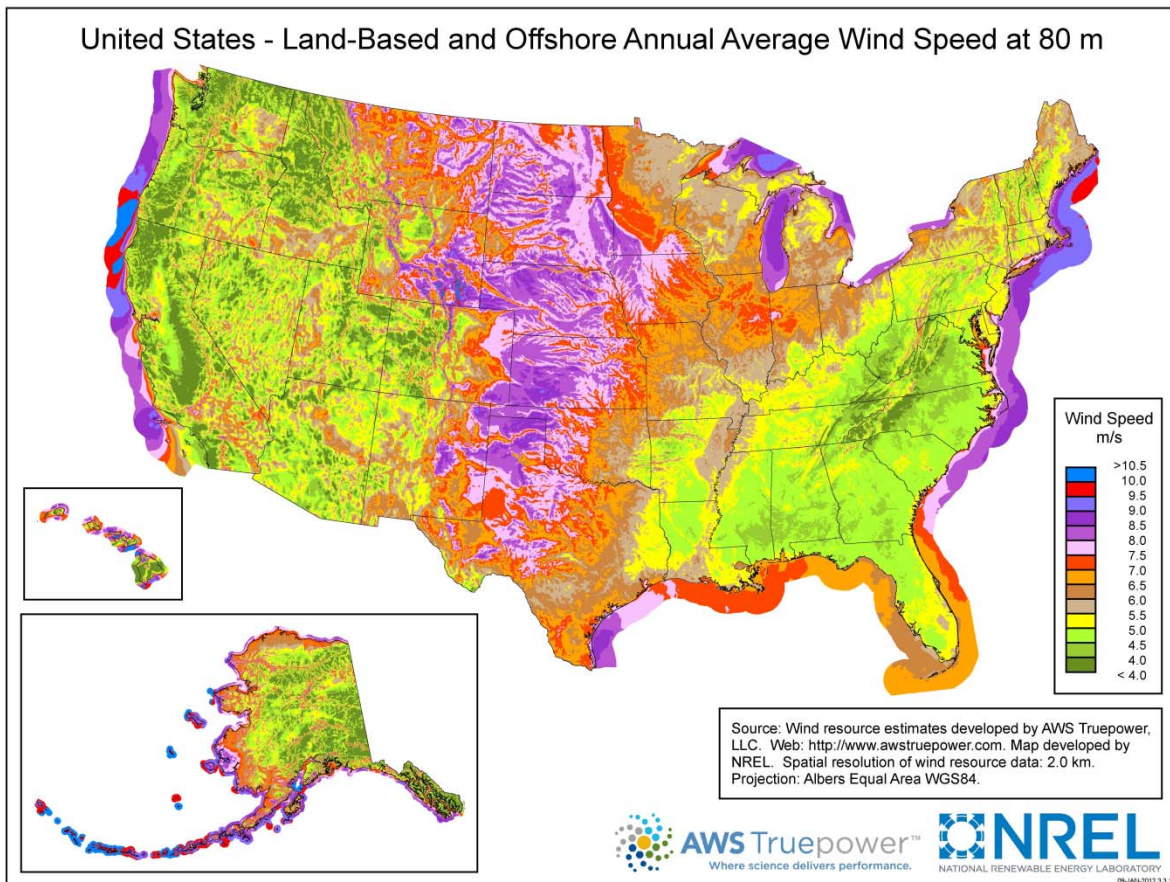 United States - Land-Based and Offshore Annual Average Wind Speed at 80 m
Wind Speed
m/s
>10.5
10.0
9.5
9.0
8.5
8.0
7.5
7.0
6.5
6.0
5.5
5.0
4.5
4.0
< 4.0
Source: Wind resource estimates developed by AWS Truepower,
LLC. Web: http://www.awstruepower.com. Map developed by
NREL. Spatial resolution of wind resource data: 2.0 km.
Projection: Albers Equal Area WGS84.
AWS Truepower™
Where science delivers performance.
NREL
NATIONAL RENEWABLE ENERGY LABORATORY